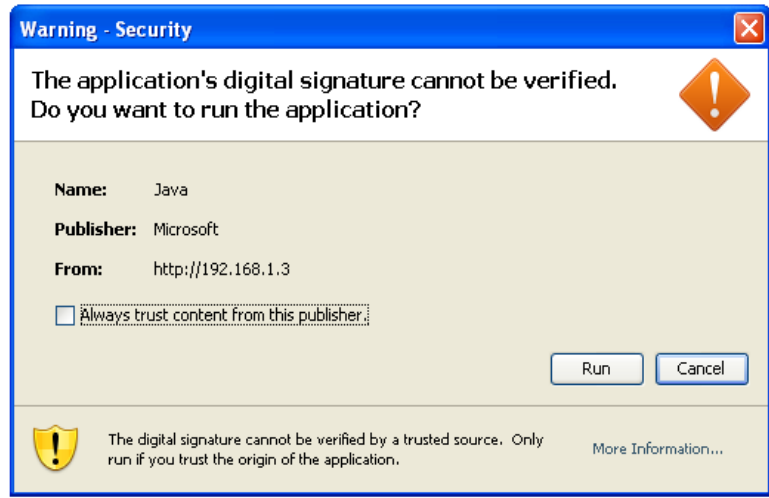 Warning - Security
The application's digital signature cannot be verified.
Do you want to run the application?
Name: Java
Publisher: Microsoft
From: http://192.168.1.3
Always trust content from this publisher.
Run Cancel
The digital signature cannot be verified by a trusted source. Only
run if you trust the origin of the application.
More Information...